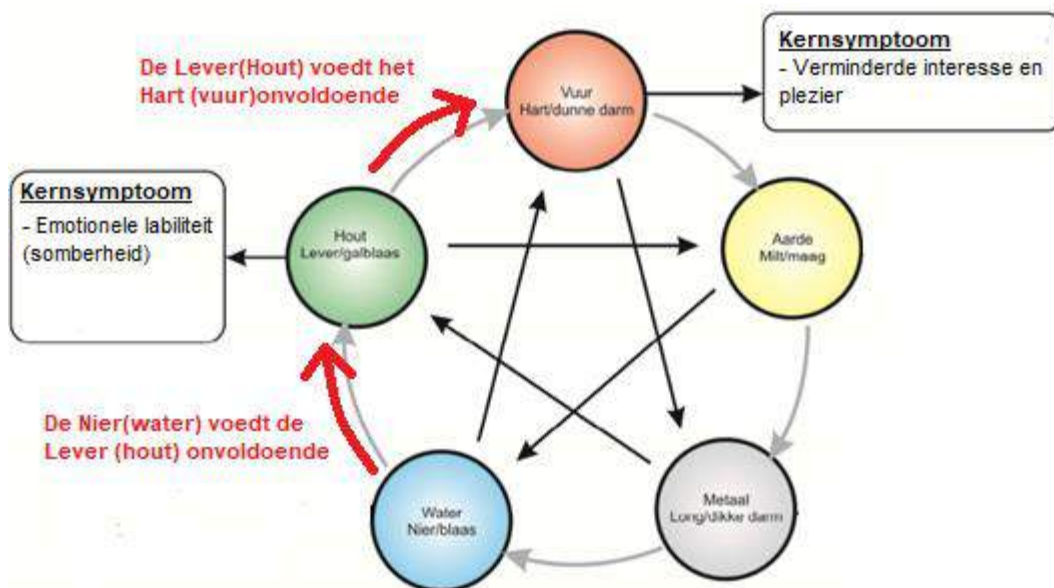 De Lever(Hout) voedt het
Hart (vuur)onvoldoende
Vuur
Hart/dunne darm
Kernsymptoom
- Verminderde interesse en
plezier
Kernsymptoom
- Emotionele labiliteit
(somberheid)
Hout
Lever/galblaas
Aarde
Milt/maag
De Nier(water) voedt de
Lever (hout) onvoldoende
Water
Nier/blaas
Metaal
Long/dikke darm